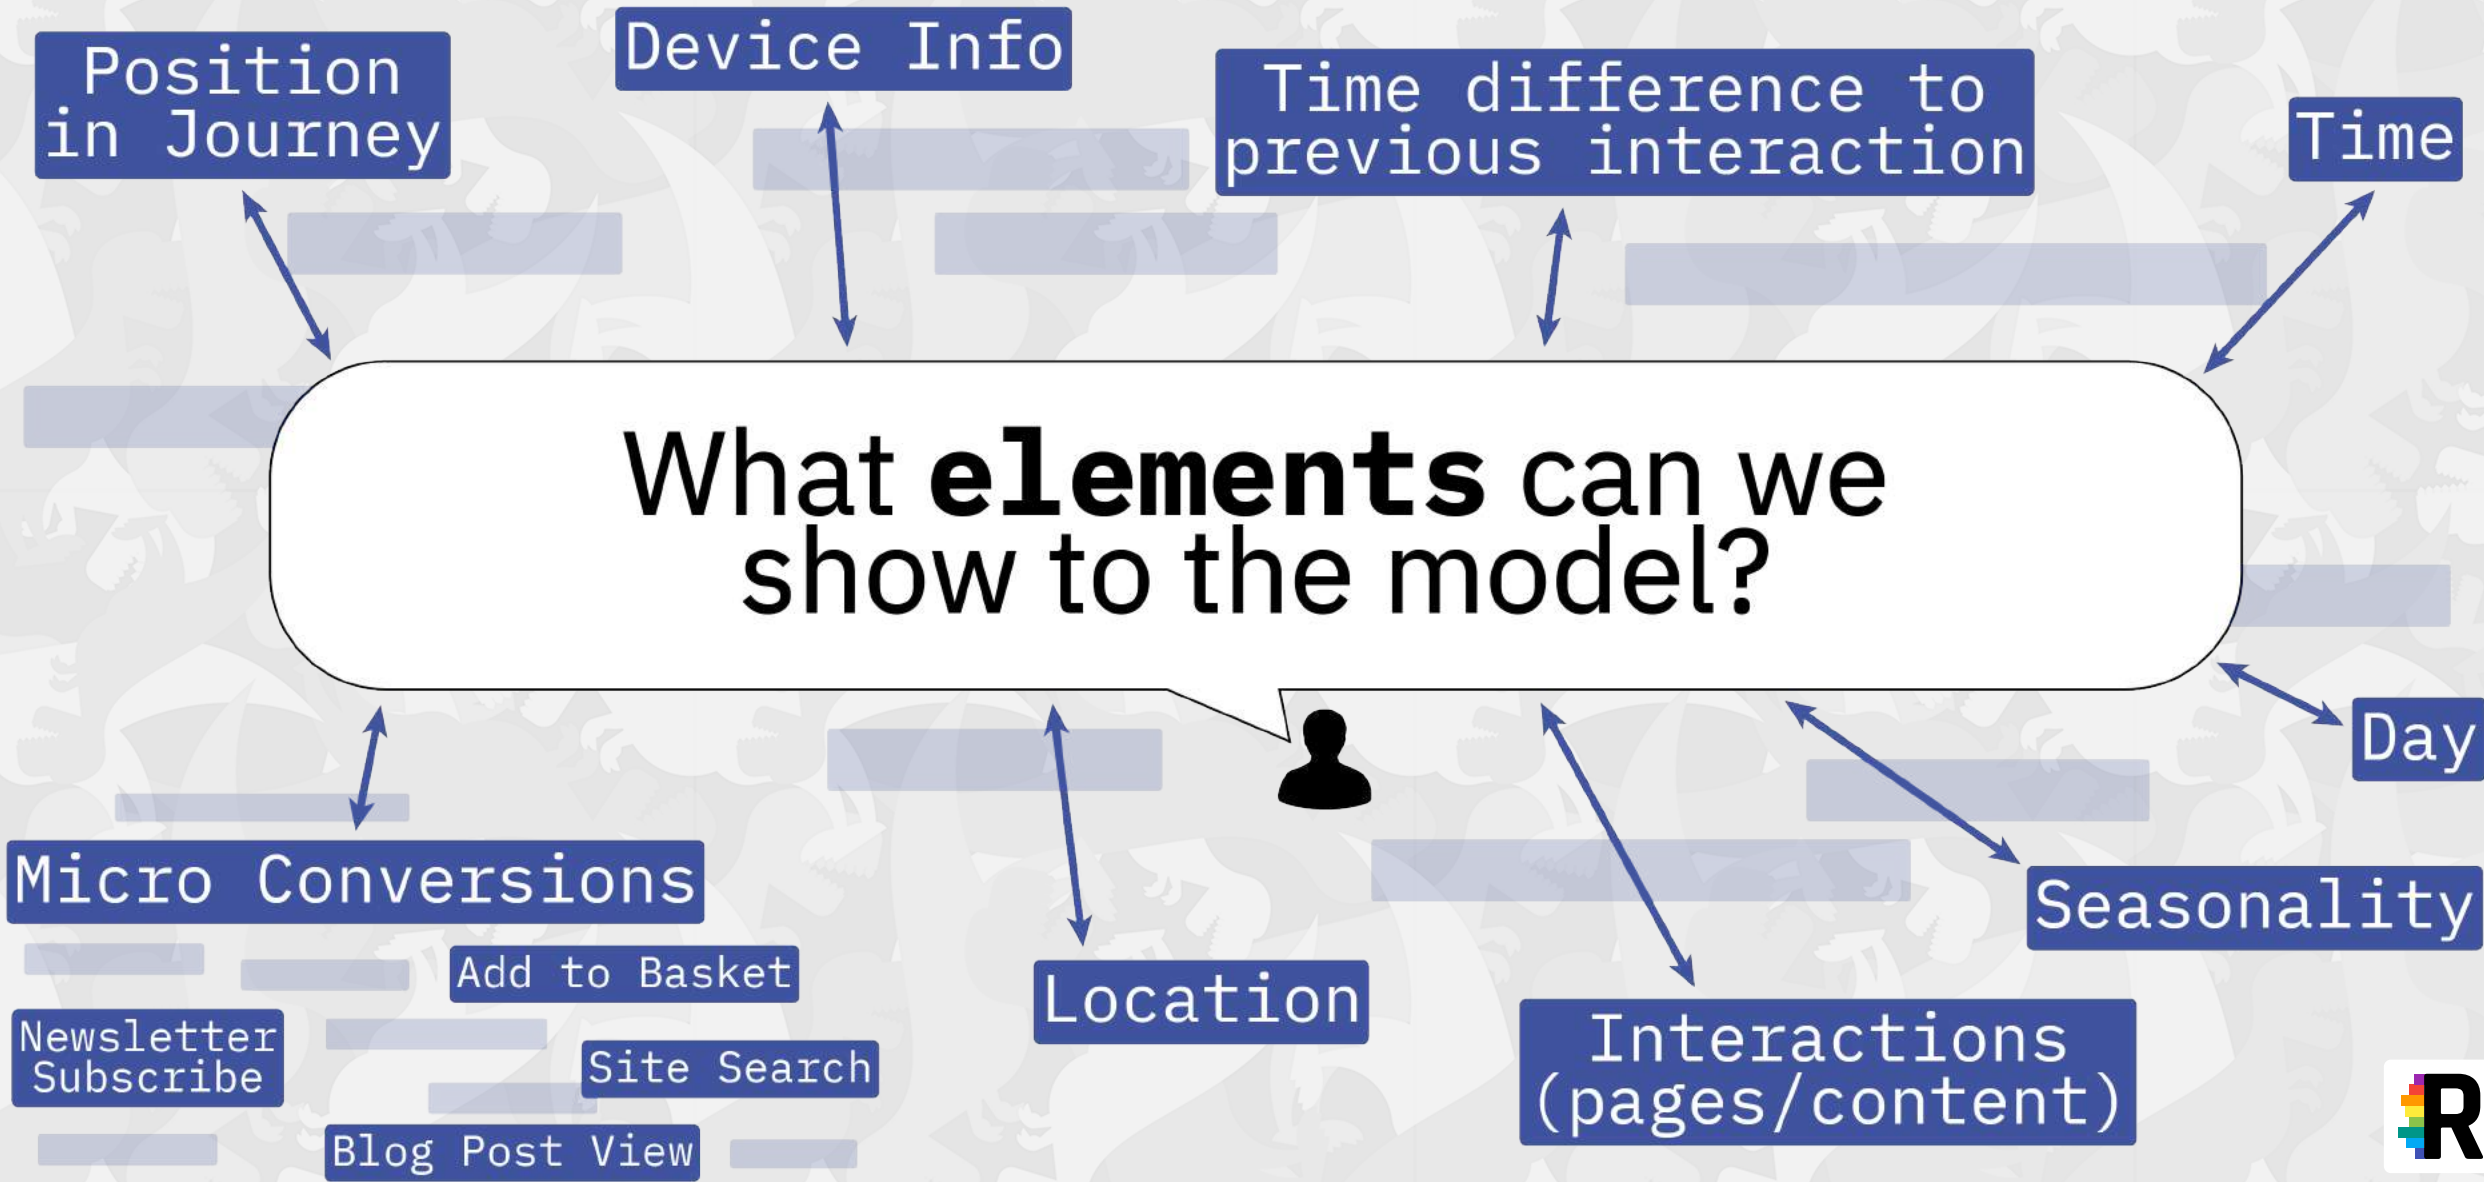 Position
in Journey
Device Info
Time difference to
previous interaction
Time
What elements can we
show to the model?
Day
Seasonality
Micro Conversions
Add to Basket
Newsletter
Subscribe
Site Search
Blog Post View
Location
Interactions
(pages/content)
R